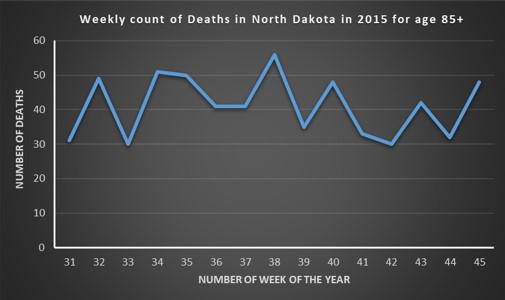 Weekly count of Deaths in North Dakota in 2015 for age 85+
60
50
40
30
20
10
0
NUMBER OF DEATHS
31 32 33 34 35 36 37 38 39 40 41 42 43 44 45
NUMBER OF WEEK OF THE YEAR